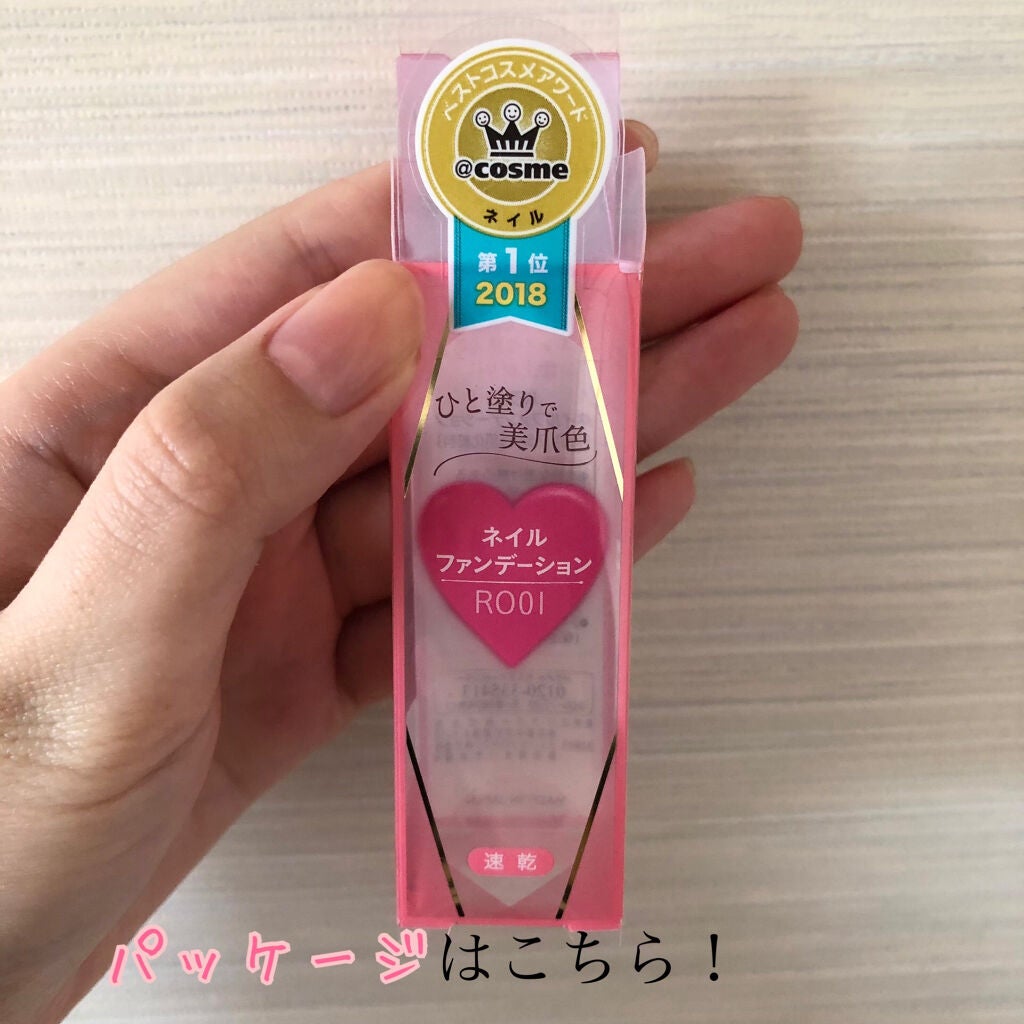 ベストコスメアワード
@cosme
ネイル
第1位
2018
ひと塗りで
美爪色
ネイル
ファンデーション
RO01
速乾
パッケージはこちら！